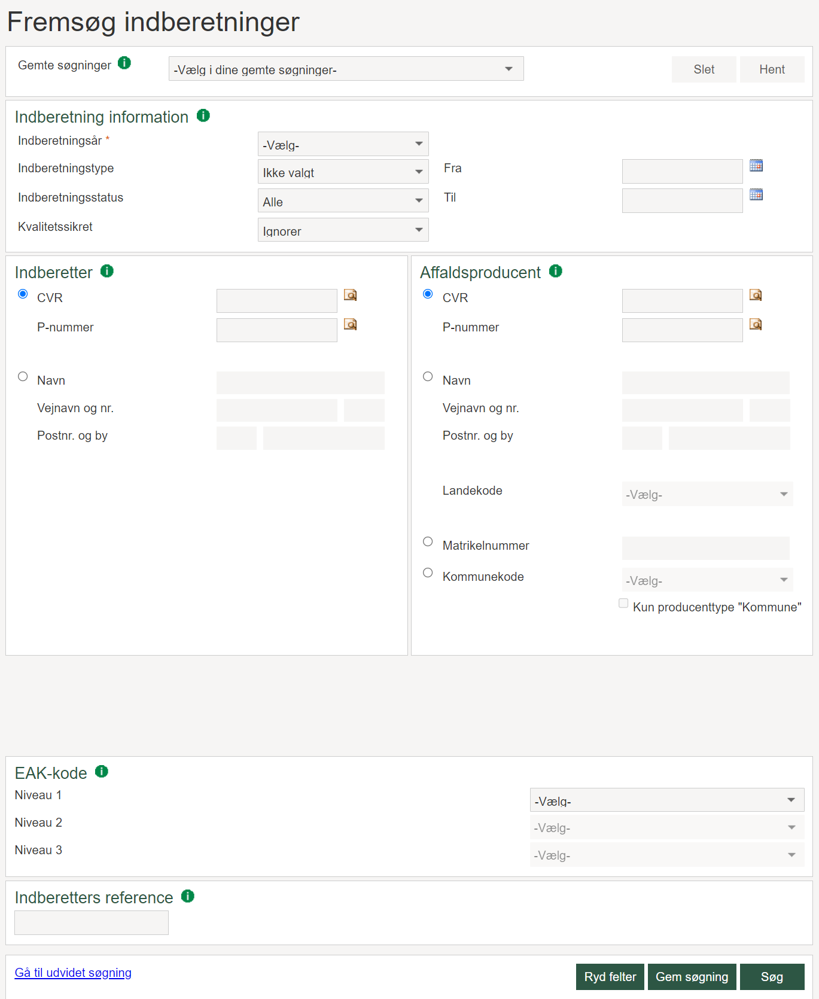 Fremsøg indberetninger
Gemte søgninger
-Vælg i dine gemte søgninger-
Slet
Hent
Indberetning information
Indberetningsår *
-Vælg-
Indberetningstype
Ikke valgt
Fra
Indberetningsstatus
Alle
Til
Kvalitetssikret
Ignorer
Indberetter
CVR
P-nummer
Navn
Vejnavn og nr.
Postnr. og by
Affaldsproducent
CVR
P-nummer
Navn
Vejnavn og nr.
Postnr. og by
Landekode
-Vælg-
Matrikelnummer
Kommunekode
-Vælg-
Kun producenttype "Kommune"
EAK-kode
Niveau 1
-Vælg-
Niveau 2
-Vælg-
Niveau 3
-Vælg-
Indberetters reference
Gå til udvidet søgning
Ryd felter
Gem søgning
Søg